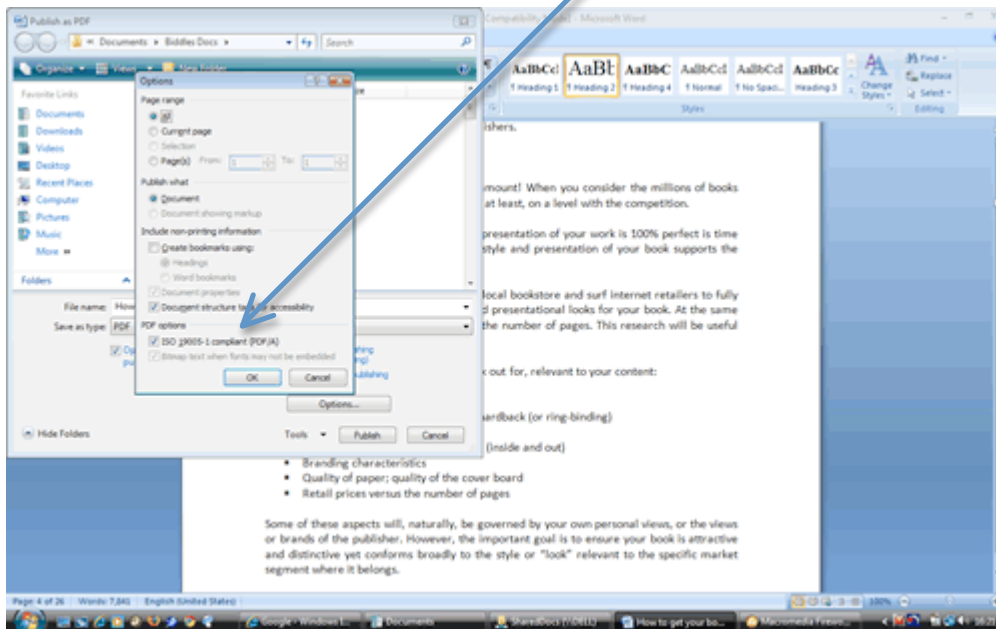 Publish as PDF
Compatibility Mode] - Microsoft Word
« Documents ▸ Biddles Docs ▸
Search
Organize
Views
New Folder
Favorite Links
Documents
Downloads
Videos
Desktop
Recent Places
Computer
Pictures
Music
More »
Folders
Options
Page range
All
Current page
Selection
Page(s) From: 1 To: 1
Publish what
Document
Document showing markup
Include non-printing information
Create bookmarks using:
Headings
Word bookmarks
Document properties
Document structure tags for accessibility
PDF options
ISO 19005-1 compliant (PDF/A)
Bitmap text when fonts may not be embedded
OK Cancel
File name: How
Save as type: PDF
Options...
Hide Folders
Tools Publish Cancel
AaBbCcI AaBb AaBbC AaBbCcI AaBbCcI AaBbCc
¶ Heading 1 ¶ Heading 2 ¶ Heading 4 ¶ Normal ¶ No Spaci... Heading 3
Change Styles
Find
Replace
Select
Styles
Editing
ishers.
mount! When you consider the millions of books
at least, on a level with the competition.
presentation of your work is 100% perfect is time
style and presentation of your book supports the
local bookstore and surf internet retailers to fully
d presentational looks for your book. At the same
the number of pages. This research will be useful
k out for, relevant to your content:
ardback (or ring-binding)
(inside and out)
Branding characteristics
Quality of paper; quality of the cover board
Retail prices versus the number of pages
Some of these aspects will, naturally, be governed by your own personal views, or the views
or brands of the publisher. However, the important goal is to ensure your book is attractive
and distinctive yet conforms broadly to the style or "look" relevant to the specific market
segment where it belongs.
Page: 4 of 26 Words: 7,841 English (United States)
100%
Google - Windows I... Documents SharedDocs (\\DELL) How to get your bo... Macromedia Firewo... 16:21